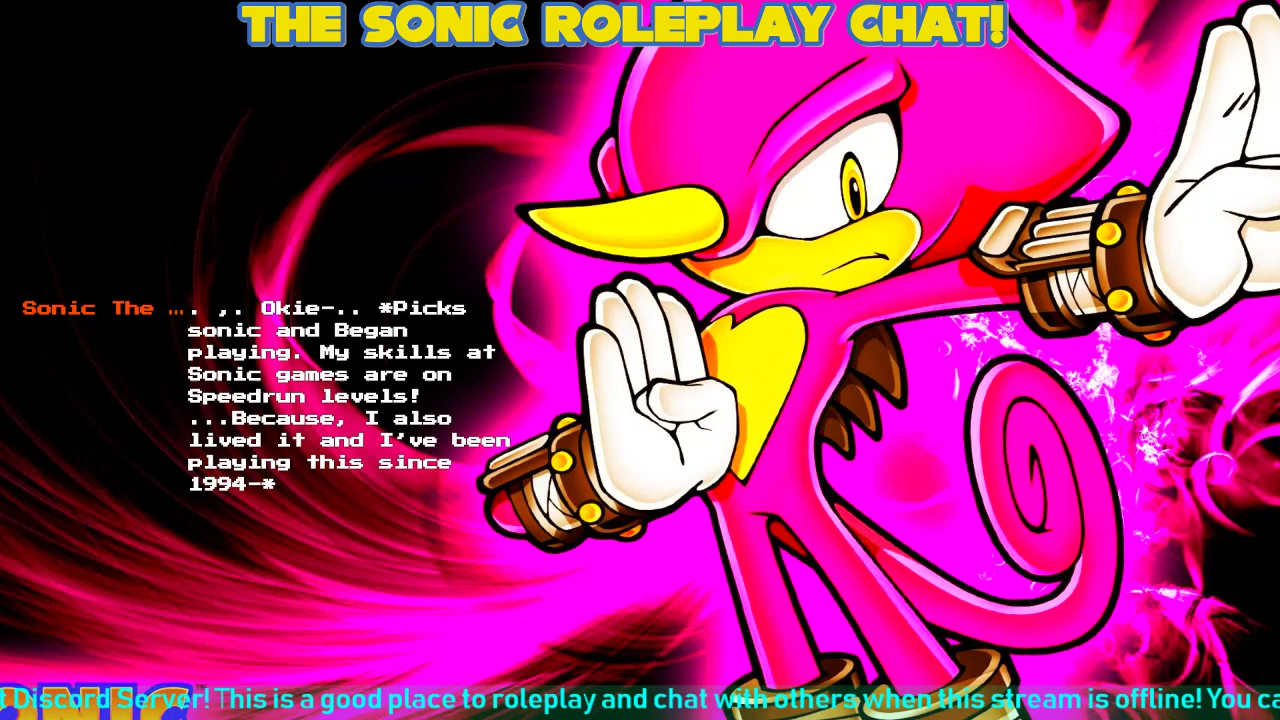 THE SONIC ROLEPLAY CHAT!
Sonic The …. ,. Okie-.. *Picks
sonic and Began
playing. My skills at
Sonic games are on
Speedrun levels!
...Because, I also
lived it and I've been
playing this since
1994-*
Discord Server! This is a good place to roleplay and chat with others when this stream is offline! You